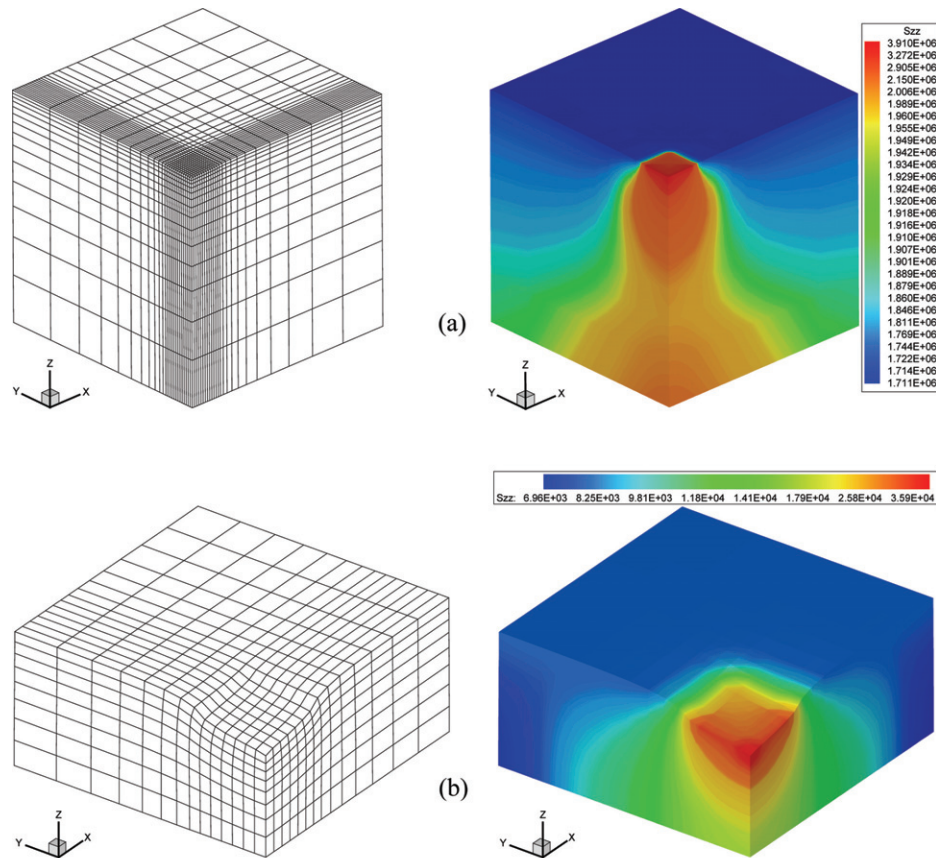 Szz
3.910E+06
3.272E+06
2.905E+06
2.150E+06
2.006E+06
1.989E+06
1.960E+06
1.955E+06
1.949E+06
1.942E+06
1.934E+06
1.929E+06
1.924E+06
1.920E+06
1.918E+06
1.916E+06
1.910E+06
1.907E+06
1.901E+06
1.889E+06
1.879E+06
1.860E+06
1.846E+06
1.811E+06
1.769E+06
1.744E+06
1.722E+06
1.714E+06
1.711E+06
(a)
Z
Y
X
Z
Y
X
Szz: 6.96E+03 8.25E+03 9.81E+03 1.18E+04 1.41E+04 1.79E+04 2.58E+04 3.59E+04
(b)
Z
Y
X
Z
Y
X